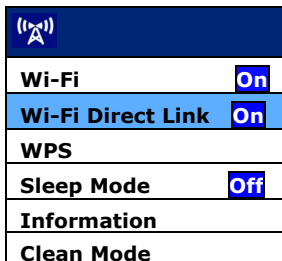 Wi-Fi On
Wi-Fi Direct Link On
WPS
Sleep Mode Off
Information
Clean Mode